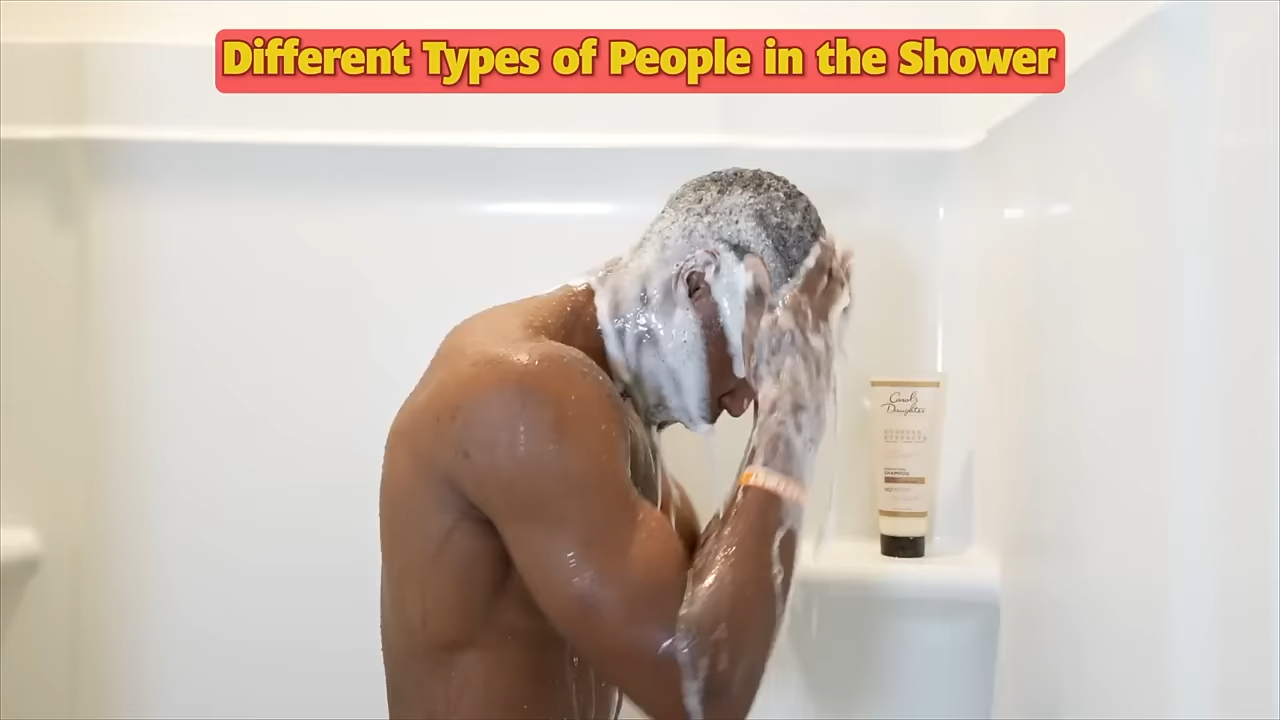 Different Types of People in the Shower
Carol's
Daughter
SHAMPOO